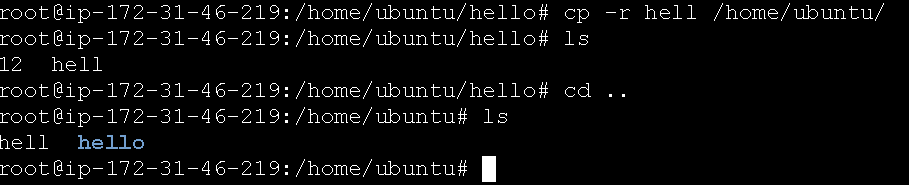 root@ip-172-31-46-219:/home/ubuntu/hello# cp -r hell /home/ubuntu/
root@ip-172-31-46-219:/home/ubuntu/hello# ls
12  hell
root@ip-172-31-46-219:/home/ubuntu/hello# cd ..
root@ip-172-31-46-219:/home/ubuntu# ls
hell  hello
root@ip-172-31-46-219:/home/ubuntu#